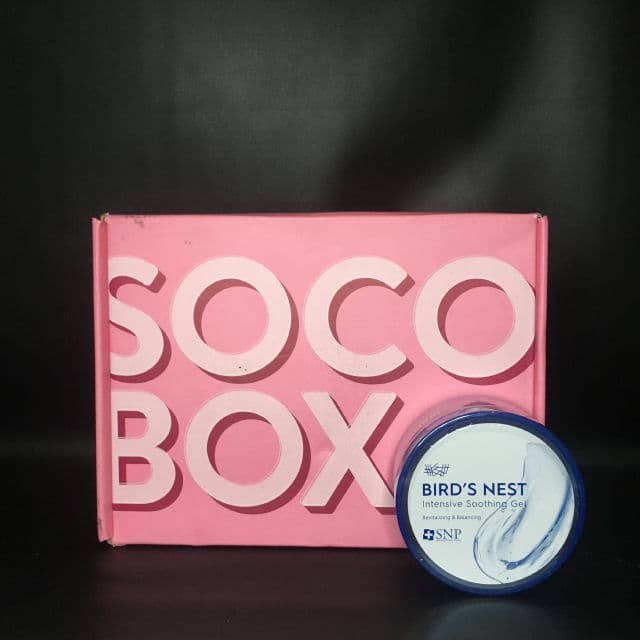 SOCO
BOX
BIRD'S NEST
Intensive Soothing Gel
Revitalizing & Balancing
SNP